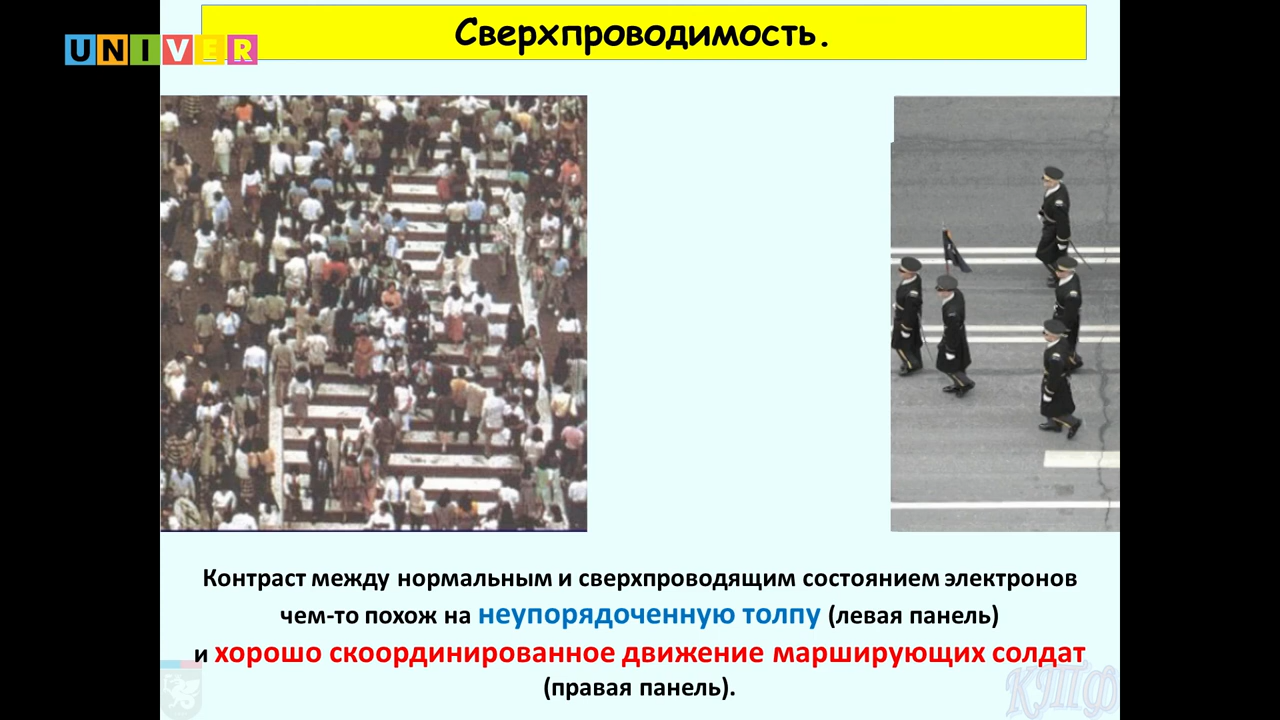 Сверхпроводимость.
UNIVER
Контраст между нормальным и сверхпроводящим состоянием электронов
чем-то похож на неупорядоченную толпу (левая панель)
и хорошо скоординированное движение марширующих солдат
(правая панель).
КТФ